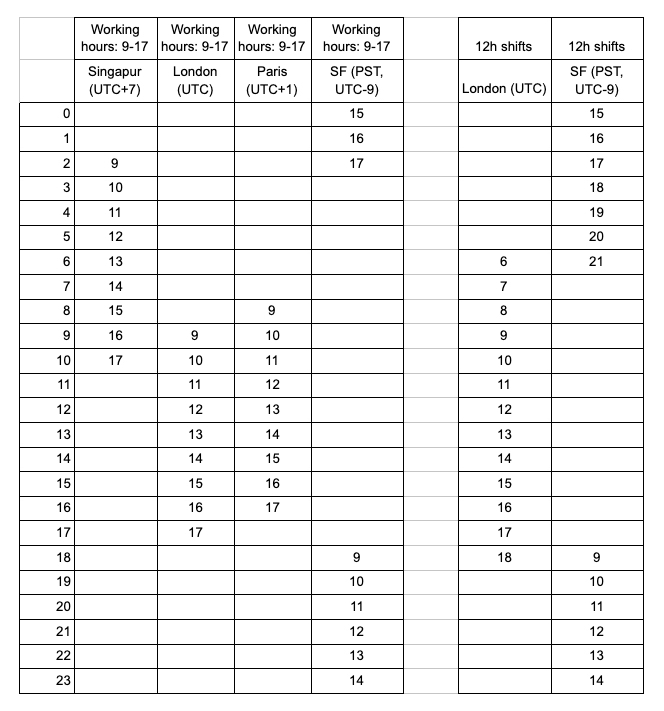 Working hours: 9-17 Working hours: 9-17 Working hours: 9-17 Working hours: 9-17 12h shifts 12h shifts
Singapur (UTC+7) London (UTC) Paris (UTC+1) SF (PST, UTC-9) London (UTC) SF (PST, UTC-9)
0 15 15
1 16 16
2 9 17 17
3 10 18
4 11 19
5 12 20
6 13 6 21
7 14 7
8 15 9 8
9 16 9 10 9
10 17 10 11 10
11 11 12 11
12 12 13 12
13 13 14 13
14 14 15 14
15 15 16 15
16 16 17 16
17 17 17
18 9 18 9
19 10 10
20 11 11
21 12 12
22 13 13
23 14 14